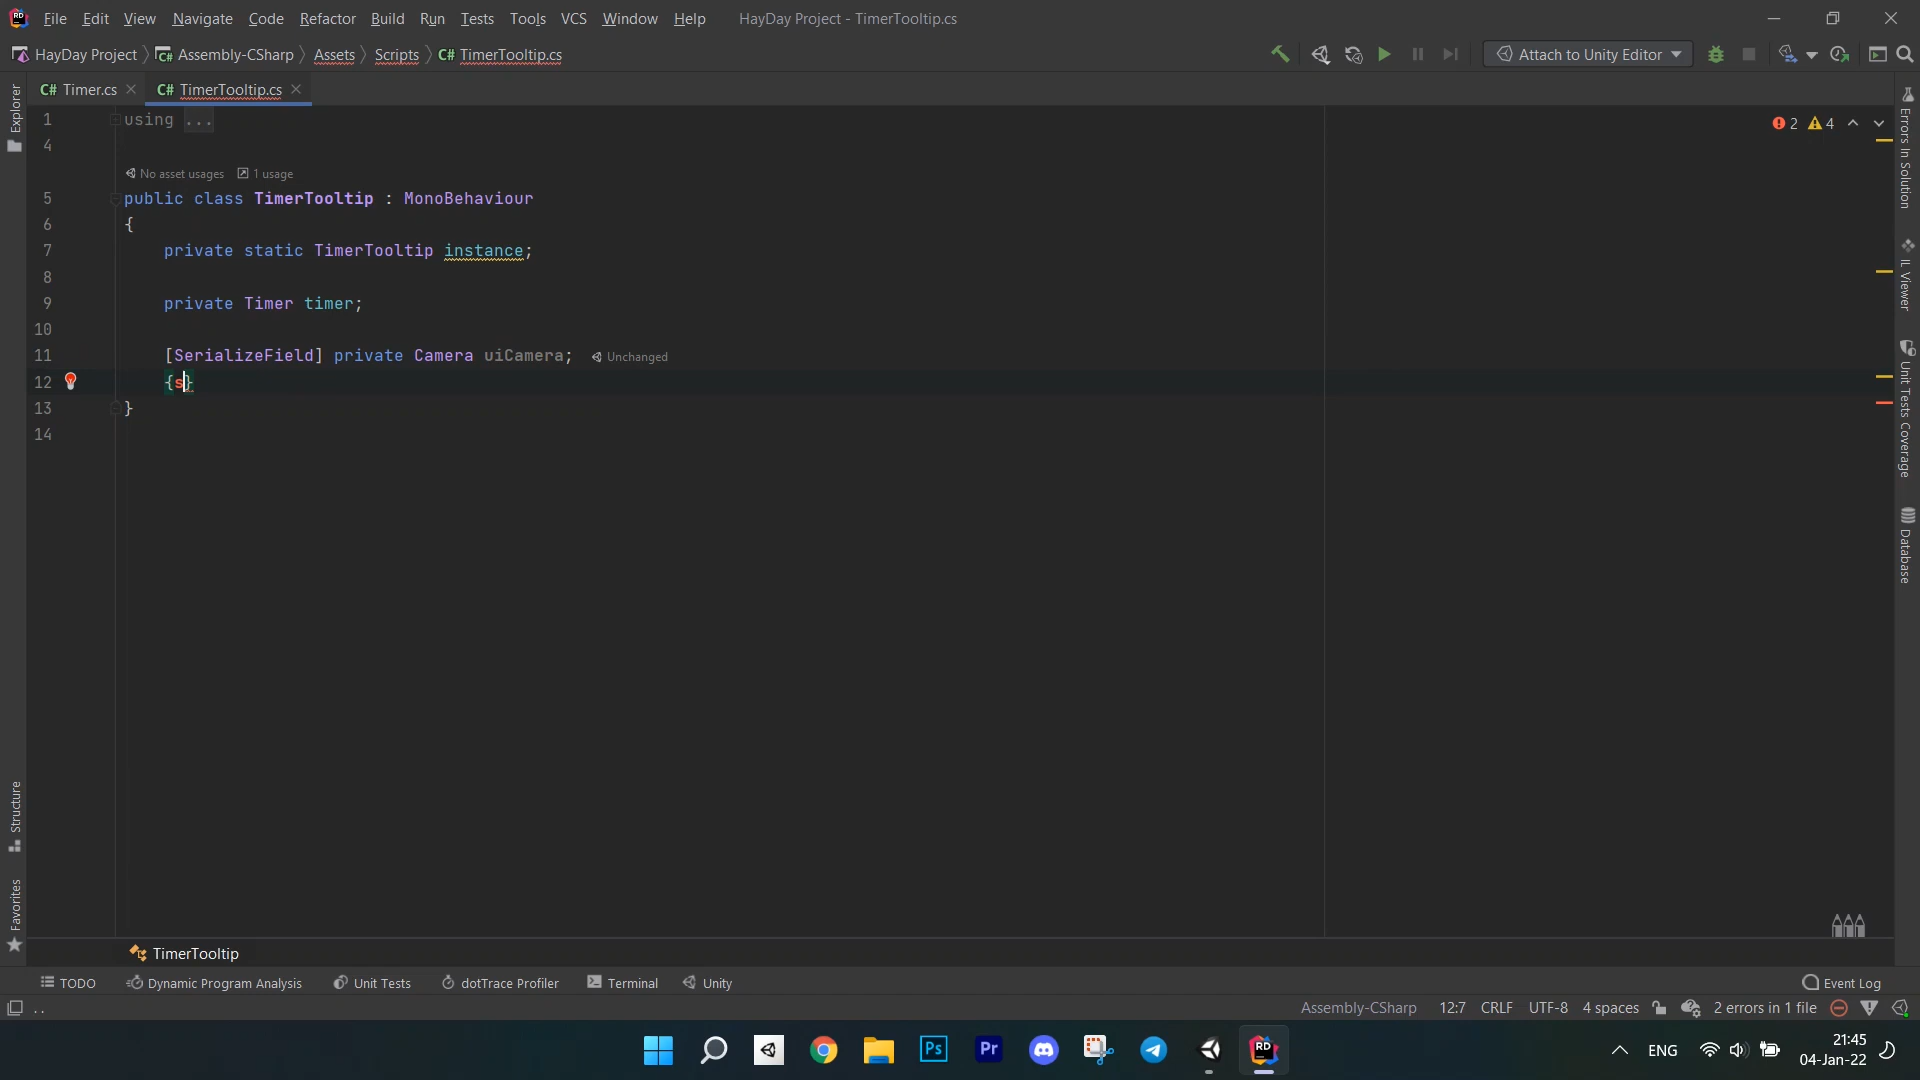 RD File Edit View Navigate Code Refactor Build Run Tests Tools VCS Window Help HayDay Project - TimerTooltip.cs
HayDay Project Assembly-CSharp Assets Scripts C# TimerTooltip.cs Attach to Unity Editor
C# Timer.cs C# TimerTooltip.cs
Explorer
1 using ...
2 4
4
No asset usages 1 usage
5 public class TimerTooltip : MonoBehaviour
6 {
7 private static TimerTooltip instance;
8
9 private Timer timer;
10
11 [SerializeField] private Camera uiCamera; Unchanged
12 {s}
13 }
14
Errors In Solution
IL Viewer
Unit Tests Coverage
Database
Structure
Favorites
TimerTooltip
TODO Dynamic Program Analysis Unit Tests dotTrace Profiler Terminal Unity Event Log
.. Assembly-CSharp 12:7 CRLF UTF-8 4 spaces 2 errors in 1 file
Ps Pr RD ENG 21:45
04-Jan-22